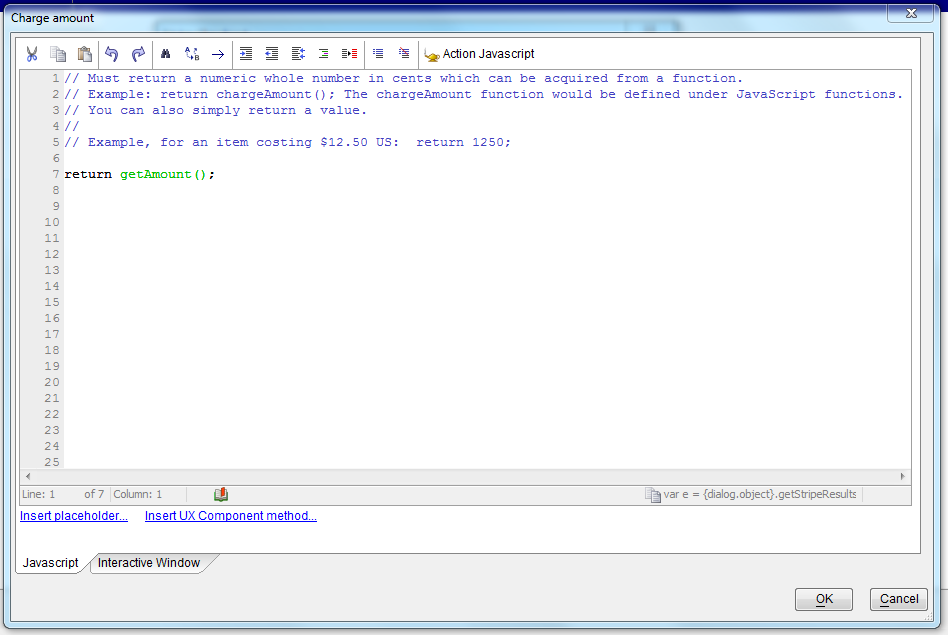 Charge amount
Action Javascript
1 // Must return a numeric whole number in cents which can be acquired from a function.
2 // Example: return chargeAmount(); The chargeAmount function would be defined under JavaScript functions.
3 // You can also simply return a value.
4 //
5 // Example, for an item costing $12.50 US:  return 1250;
6
7 return getAmount();
8
9
10
11
12
13
14
15
16
17
18
19
20
21
22
23
24
25
Line: 1 of 7 Column: 1 var e = {dialog.object}.getStripeResults
Insert placeholder... Insert UX Component method...
Javascript Interactive Window
OK Cancel